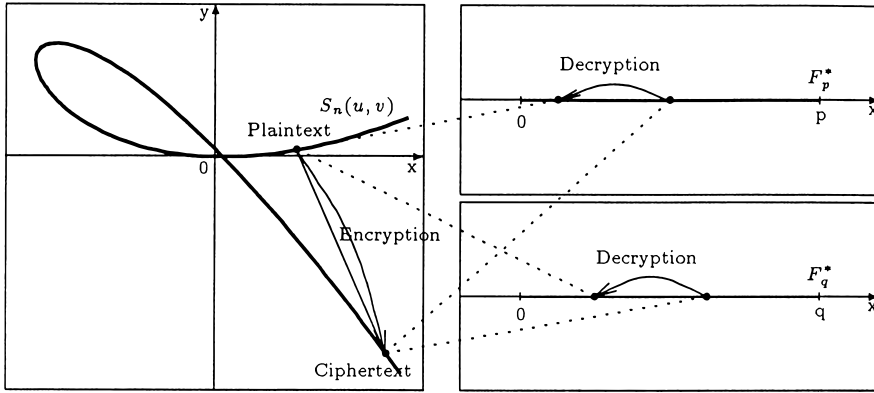 y
S_n(u, v)
Plaintext
0
x
Encryption
Ciphertext
Decryption
F_p^*
0
p
x
Decryption
F_q^*
0
q
x